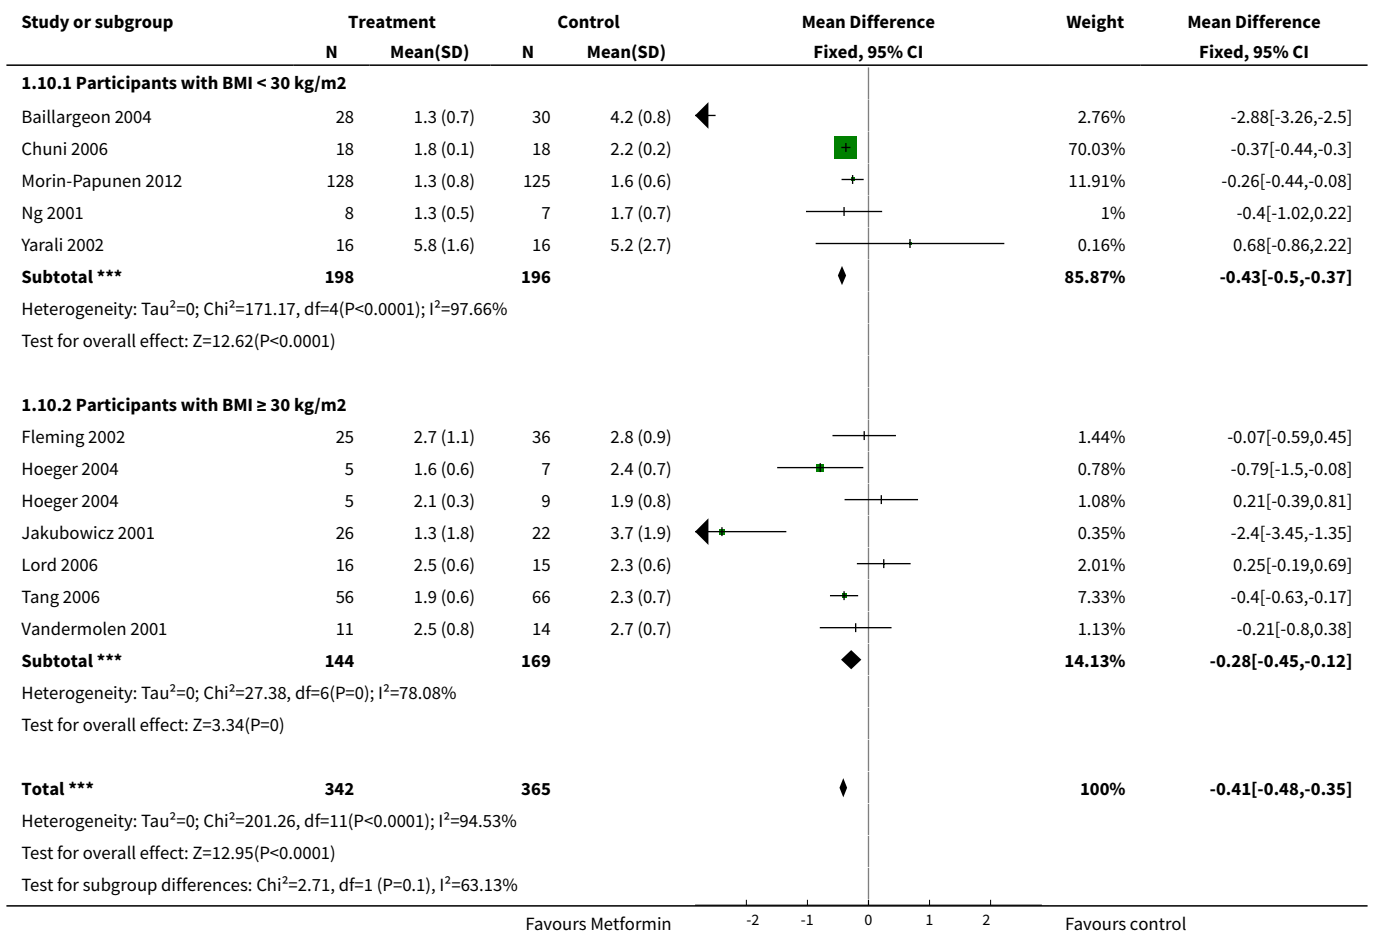 Study or subgroup Treatment Control Mean Difference Weight Mean Difference
N Mean(SD) N Mean(SD) Fixed, 95% CI Fixed, 95% CI
1.10.1 Participants with BMI < 30 kg/m2
Baillargeon 2004 28 1.3 (0.7) 30 4.2 (0.8) 2.76% -2.88[-3.26,-2.5]
Chuni 2006 18 1.8 (0.1) 18 2.2 (0.2) 70.03% -0.37[-0.44,-0.3]
Morin-Papunen 2012 128 1.3 (0.8) 125 1.6 (0.6) 11.91% -0.26[-0.44,-0.08]
Ng 2001 8 1.3 (0.5) 7 1.7 (0.7) 1% -0.4[-1.02,0.22]
Yarali 2002 16 5.8 (1.6) 16 5.2 (2.7) 0.16% 0.68[-0.86,2.22]
Subtotal *** 198 196 85.87% -0.43[-0.5,-0.37]
Heterogeneity: Tau²=0; Chi²=171.17, df=4(P<0.0001); I²=97.66%
Test for overall effect: Z=12.62(P<0.0001)
1.10.2 Participants with BMI ≥ 30 kg/m2
Fleming 2002 25 2.7 (1.1) 36 2.8 (0.9) 1.44% -0.07[-0.59,0.45]
Hoeger 2004 5 1.6 (0.6) 7 2.4 (0.7) 0.78% -0.79[-1.5,-0.08]
Hoeger 2004 5 2.1 (0.3) 9 1.9 (0.8) 1.08% 0.21[-0.39,0.81]
Jakubowicz 2001 26 1.3 (1.8) 22 3.7 (1.9) 0.35% -2.4[-3.45,-1.35]
Lord 2006 16 2.5 (0.6) 15 2.3 (0.6) 2.01% 0.25[-0.19,0.69]
Tang 2006 56 1.9 (0.6) 66 2.3 (0.7) 7.33% -0.4[-0.63,-0.17]
Vandermolen 2001 11 2.5 (0.8) 14 2.7 (0.7) 1.13% -0.21[-0.8,0.38]
Subtotal *** 144 169 14.13% -0.28[-0.45,-0.12]
Heterogeneity: Tau²=0; Chi²=27.38, df=6(P=0); I²=78.08%
Test for overall effect: Z=3.34(P=0)
Total *** 342 365 100% -0.41[-0.48,-0.35]
Heterogeneity: Tau²=0; Chi²=201.26, df=11(P<0.0001); I²=94.53%
Test for overall effect: Z=12.95(P<0.0001)
Test for subgroup differences: Chi²=2.71, df=1 (P=0.1), I²=63.13%
Favours Metformin -2 -1 0 1 2 Favours control